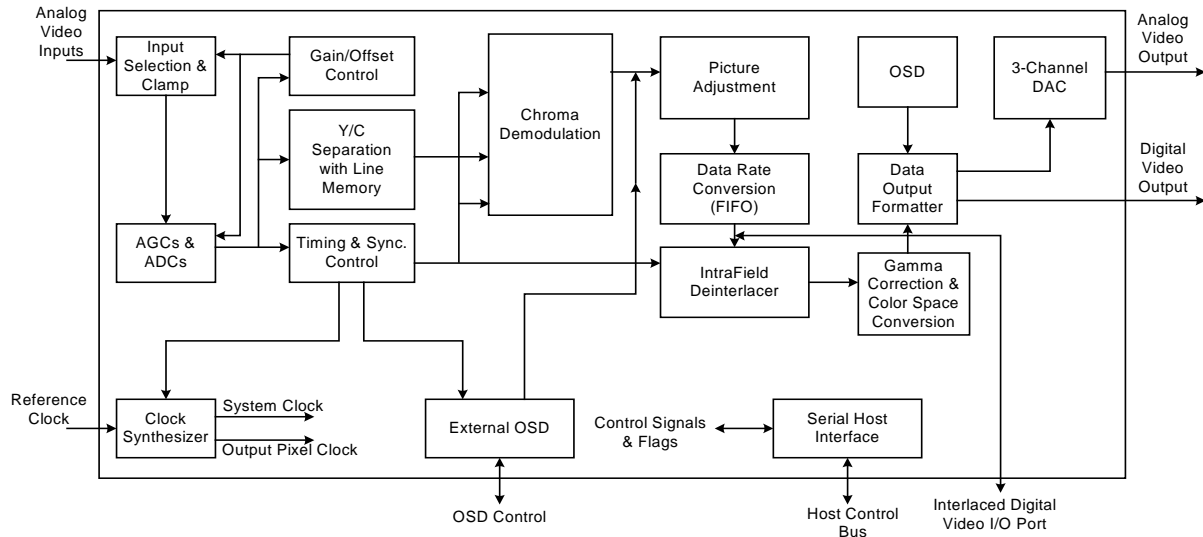 Analog
Video
Inputs
Input
Selection &
Clamp
Gain/Offset
Control
Y/C
Separation
with Line
Memory
Chroma
Demodulation
Picture
Adjustment
OSD
3-Channel
DAC
Analog
Video
Output
Data Rate
Conversion
(FIFO)
Data
Output
Formatter
Digital
Video
Output
AGCs &
ADCs
Timing & Sync.
Control
IntraField
Deinterlacer
Gamma
Correction &
Color Space
Conversion
Reference
Clock
Clock
Synthesizer
System Clock
Output Pixel Clock
External OSD
Control Signals
& Flags
Serial Host
Interface
OSD Control
Host Control
Bus
Interlaced Digital
Video I/O Port